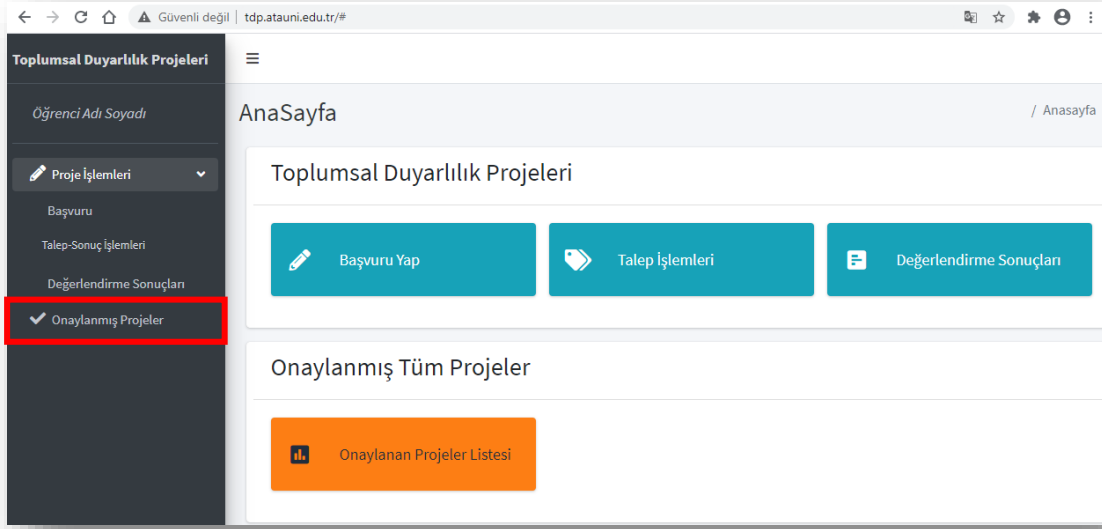 Güvenli değil | tdp.atauni.edu.tr/#
Toplumsal Duyarlılık Projeleri
Öğrenci Adı Soyadı
Proje İşlemleri
Başvuru
Talep-Sonuç İşlemleri
Değerlendirme Sonuçları
Onaylanmış Projeler
AnaSayfa
/ Anasayfa
Toplumsal Duyarlılık Projeleri
Başvuru Yap
Talep İşlemleri
Değerlendirme Sonuçları
Onaylanmış Tüm Projeler
Onaylanan Projeler Listesi